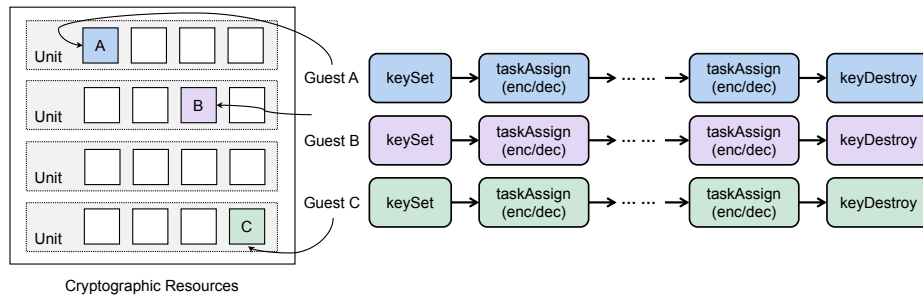 Unit A
Unit B
Unit
Unit C
Cryptographic Resources
Guest A keySet taskAssign (enc/dec) ... ... taskAssign (enc/dec) keyDestroy
Guest B keySet taskAssign (enc/dec) ... ... taskAssign (enc/dec) keyDestroy
Guest C keySet taskAssign (enc/dec) ... ... taskAssign (enc/dec) keyDestroy